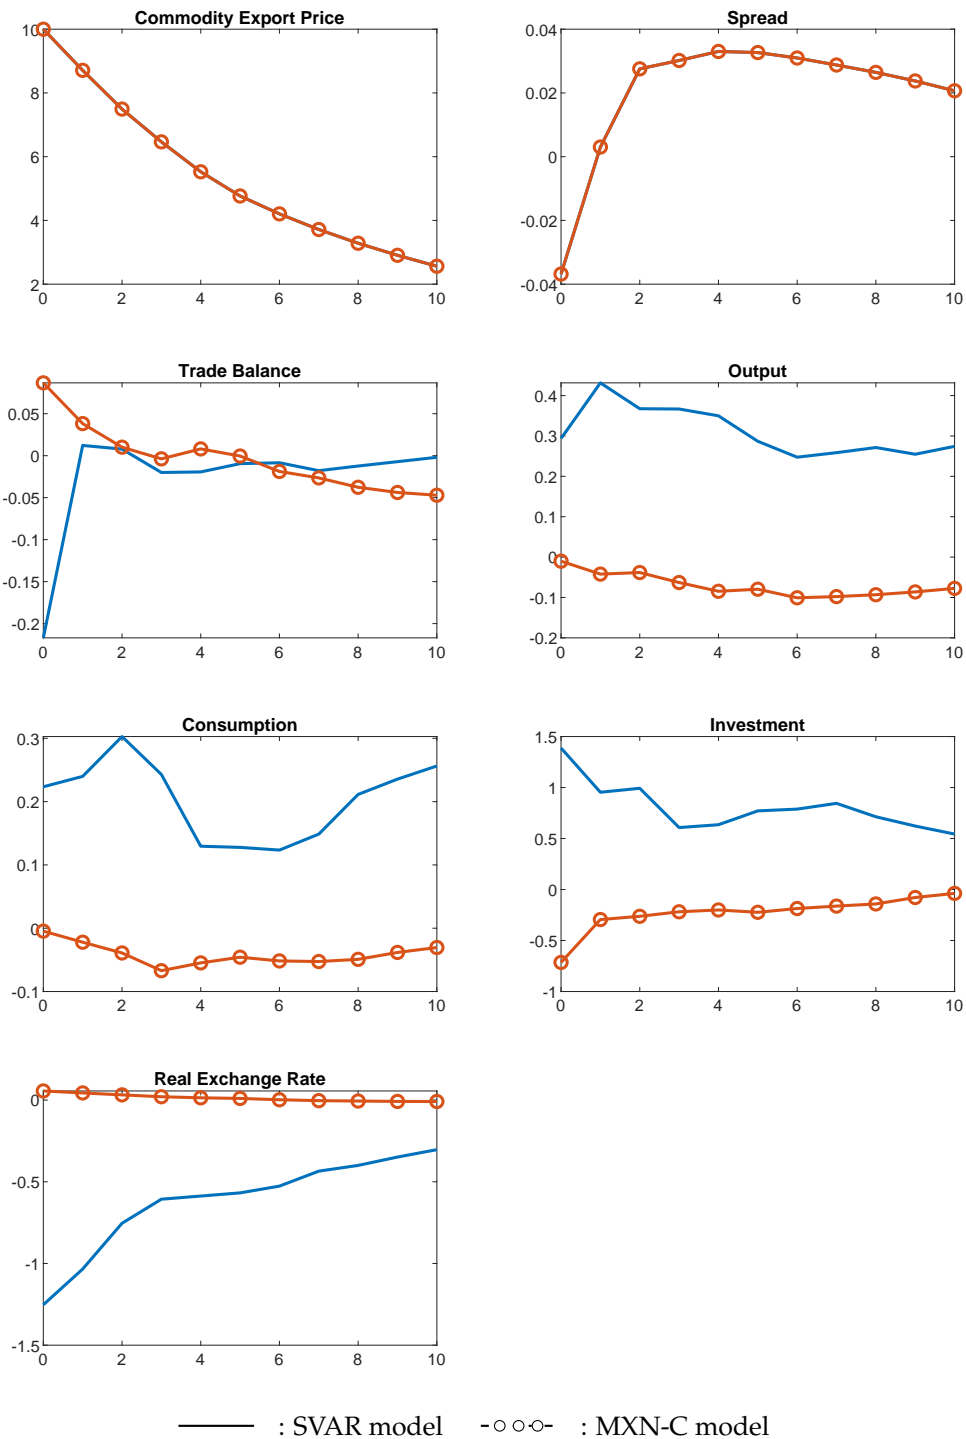 Commodity Export Price
10
8
6
4
2
0 2 4 6 8 10
Spread
0.04
0.02
0
-0.02
-0.04
0 2 4 6 8 10
Trade Balance
0.05
0
-0.05
-0.1
-0.15
-0.2
0 2 4 6 8 10
Output
0.4
0.3
0.2
0.1
0
-0.1
-0.2
0 2 4 6 8 10
Consumption
0.3
0.2
0.1
0
-0.1
0 2 4 6 8 10
Investment
1.5
1
0.5
0
-0.5
-1
0 2 4 6 8 10
Real Exchange Rate
0
-0.5
-1
-1.5
0 2 4 6 8 10
: SVAR model : MXN-C model